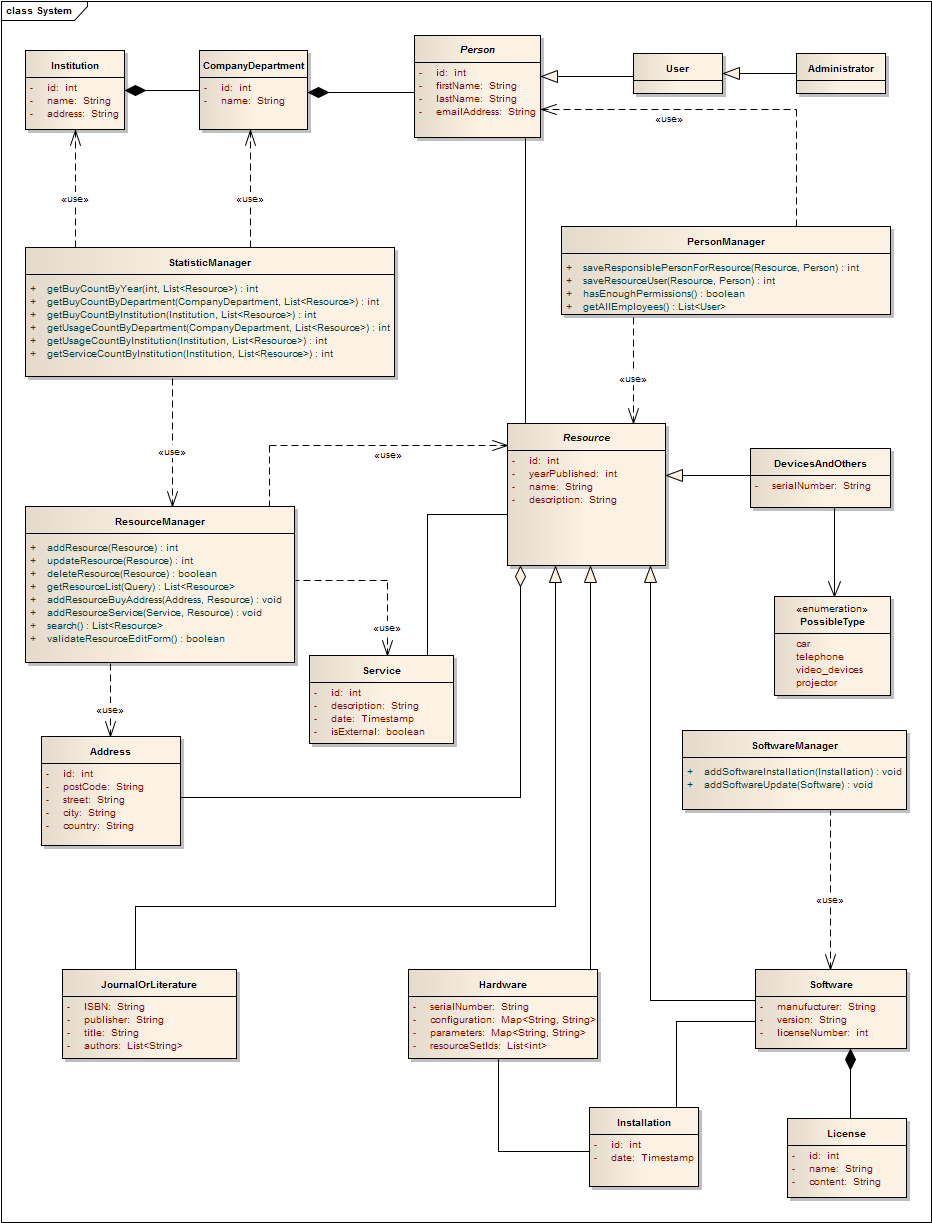 class System
Institution
- id: int
- name: String
- address: String
CompanyDepartment
- id: int
- name: String
Person
- id: int
- firstName: String
- lastName: String
- emailAddress: String
User
Administrator
«use»
«use»
«use»
StatisticManager
+ getBuyCountByYear(int, List<Resource>) : int
+ getBuyCountByDepartment(CompanyDepartment, List<Resource>) : int
+ getBuyCountByInstitution(Institution, List<Resource>) : int
+ getUsageCountByDepartment(CompanyDepartment, List<Resource>) : int
+ getUsageCountByInstitution(Institution, List<Resource>) : int
+ getServiceCountByInstitution(Institution, List<Resource>) : int
PersonManager
+ saveResponsiblePersonForResource(Resource, Person) : int
+ saveResourceUser(Resource, Person) : int
+ hasEnoughPermissions() : boolean
+ getAllEmployees() : List<User>
«use»
«use»
«use»
Resource
- id: int
- yearPublished: int
- name: String
- description: String
DevicesAndOthers
- serialNumber: String
ResourceManager
+ addResource(Resource) : int
+ updateResource(Resource) : int
+ deleteResource(Resource) : boolean
+ getResourceList(Query) : List<Resource>
+ addResourceBuyAddress(Address, Resource) : void
+ addResourceService(Service, Resource) : void
+ search() : List<Resource>
+ validateResourceEditForm() : boolean
«enumeration»
PossibleType
car
telephone
video_devices
projector
«use»
«use»
Service
- id: int
- description: String
- date: Timestamp
- isExternal: boolean
Address
- id: int
- postCode: String
- street: String
- city: String
- country: String
SoftwareManager
+ addSoftwareInstallation(Installation) : void
+ addSoftwareUpdate(Software) : void
«use»
JournalOrLiterature
- ISBN: String
- publisher: String
- title: String
- authors: List<String>
Hardware
- serialNumber: String
- configuration: Map<String, String>
- parameters: Map<String, String>
- resourceSetIds: List<int>
Software
- manufucturer: String
- version: String
- licenseNumber: int
Installation
- id: int
- date: Timestamp
License
- id: int
- name: String
- content: String